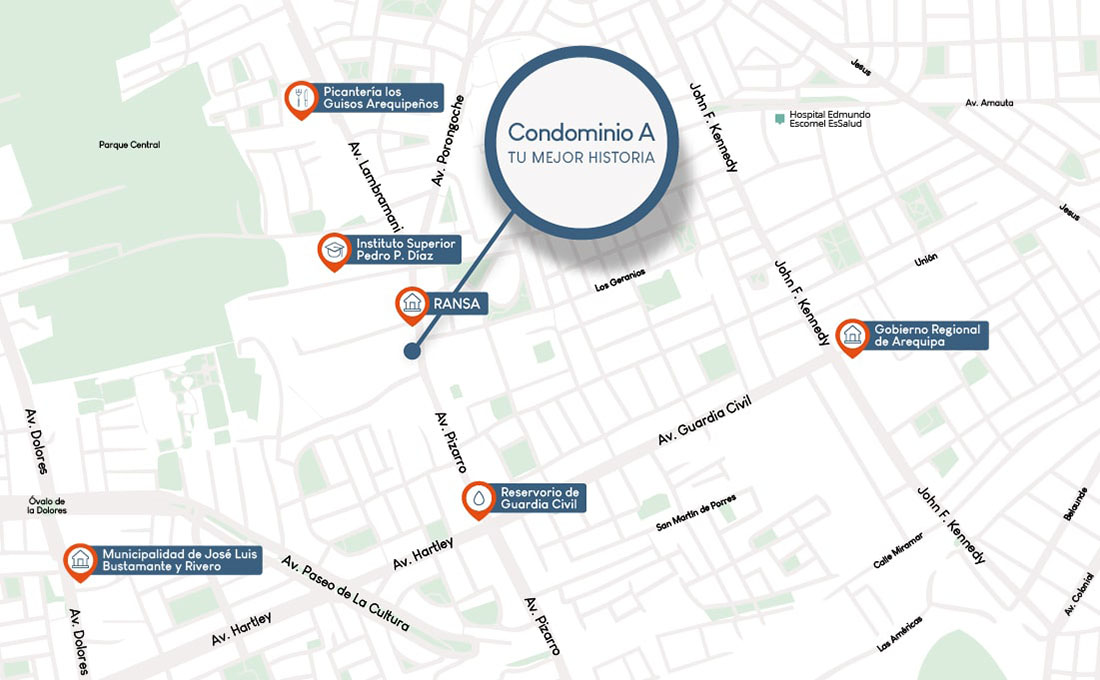 Jesus
Picantería los
Guisos Arequipeños
John F. Kennedy
Av. Porongoche
Av. Arnauta
Hospital Edmundo
Escomel EsSalud
Condominio A
TU MEJOR HISTORIA
Parque Central
Av. Lambramani
Jesus
Instituto Superior
Pedro P. Díaz
Unión
Los Geranios
John F. Kennedy
RANSA
Gobierno Regional
de Arequipa
Av. Dolores
Av. Pizarro
Av. Guardia Civil
Óvalo de
la Dolores
Reservorio de
Guardia Civil
San Martin de Porres
John F. Kennedy
Belaunde
Municipalidad de José Luis
Bustamante y Rivero
Av. Hartley
Calle Miramar
Av. Paseo de La Cultura
Av. Colonial
Av. Dolores
Av. Hartley
Av. Pizarro
Las Américas